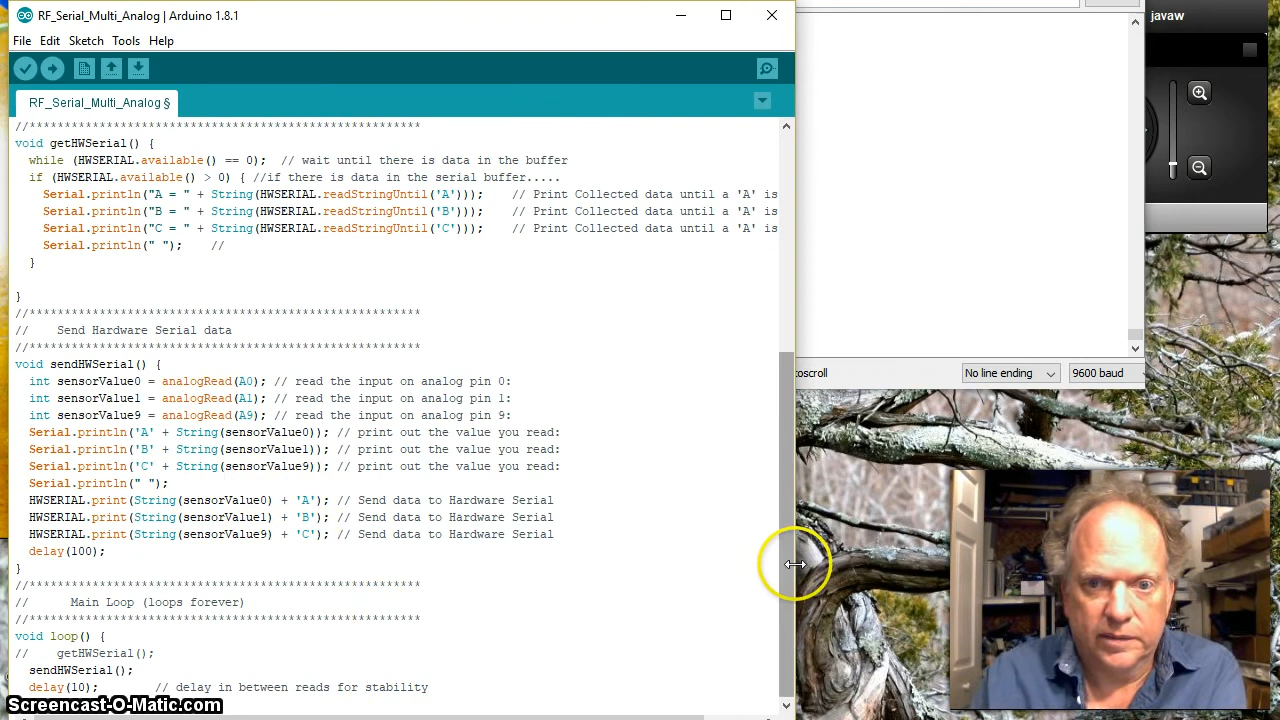 RF_Serial_Multi_Analog | Arduino 1.8.1
javaw
File Edit Sketch Tools Help
RF_Serial_Multi_Analog §
//********************************************************
void getHWSerial() {
  while (HWSERIAL.available() == 0);  // wait until there is data in the buffer
  if (HWSERIAL.available() > 0) { //if there is data in the serial buffer.....
    Serial.println("A = " + String(HWSERIAL.readStringUntil('A')));    // Print Collected data until a 'A' is
    Serial.println("B = " + String(HWSERIAL.readStringUntil('B')));    // Print Collected data until a 'A' is
    Serial.println("C = " + String(HWSERIAL.readStringUntil('C')));    // Print Collected data until a 'A' is
    Serial.println(" ");    //
  }
}
//********************************************************
//    Send Hardware Serial data
//********************************************************
void sendHWSerial() {
  int sensorValue0 = analogRead(A0); // read the input on analog pin 0:
  int sensorValue1 = analogRead(A1); // read the input on analog pin 1:
  int sensorValue9 = analogRead(A9); // read the input on analog pin 9:
  Serial.println('A' + String(sensorValue0)); // print out the value you read:
  Serial.println('B' + String(sensorValue1)); // print out the value you read:
  Serial.println('C' + String(sensorValue9)); // print out the value you read:
  Serial.println(" ");
  HWSERIAL.print(String(sensorValue0) + 'A'); // Send data to Hardware Serial
  HWSERIAL.print(String(sensorValue1) + 'B'); // Send data to Hardware Serial
  HWSERIAL.print(String(sensorValue9) + 'C'); // Send data to Hardware Serial
  delay(100);
}
//********************************************************
//      Main Loop (loops forever)
//********************************************************
void loop() {
//    getHWSerial();
  sendHWSerial();
  delay(10);        // delay in between reads for stability
oscroll
No line ending
9600 baud
Screencast-O-Matic.com